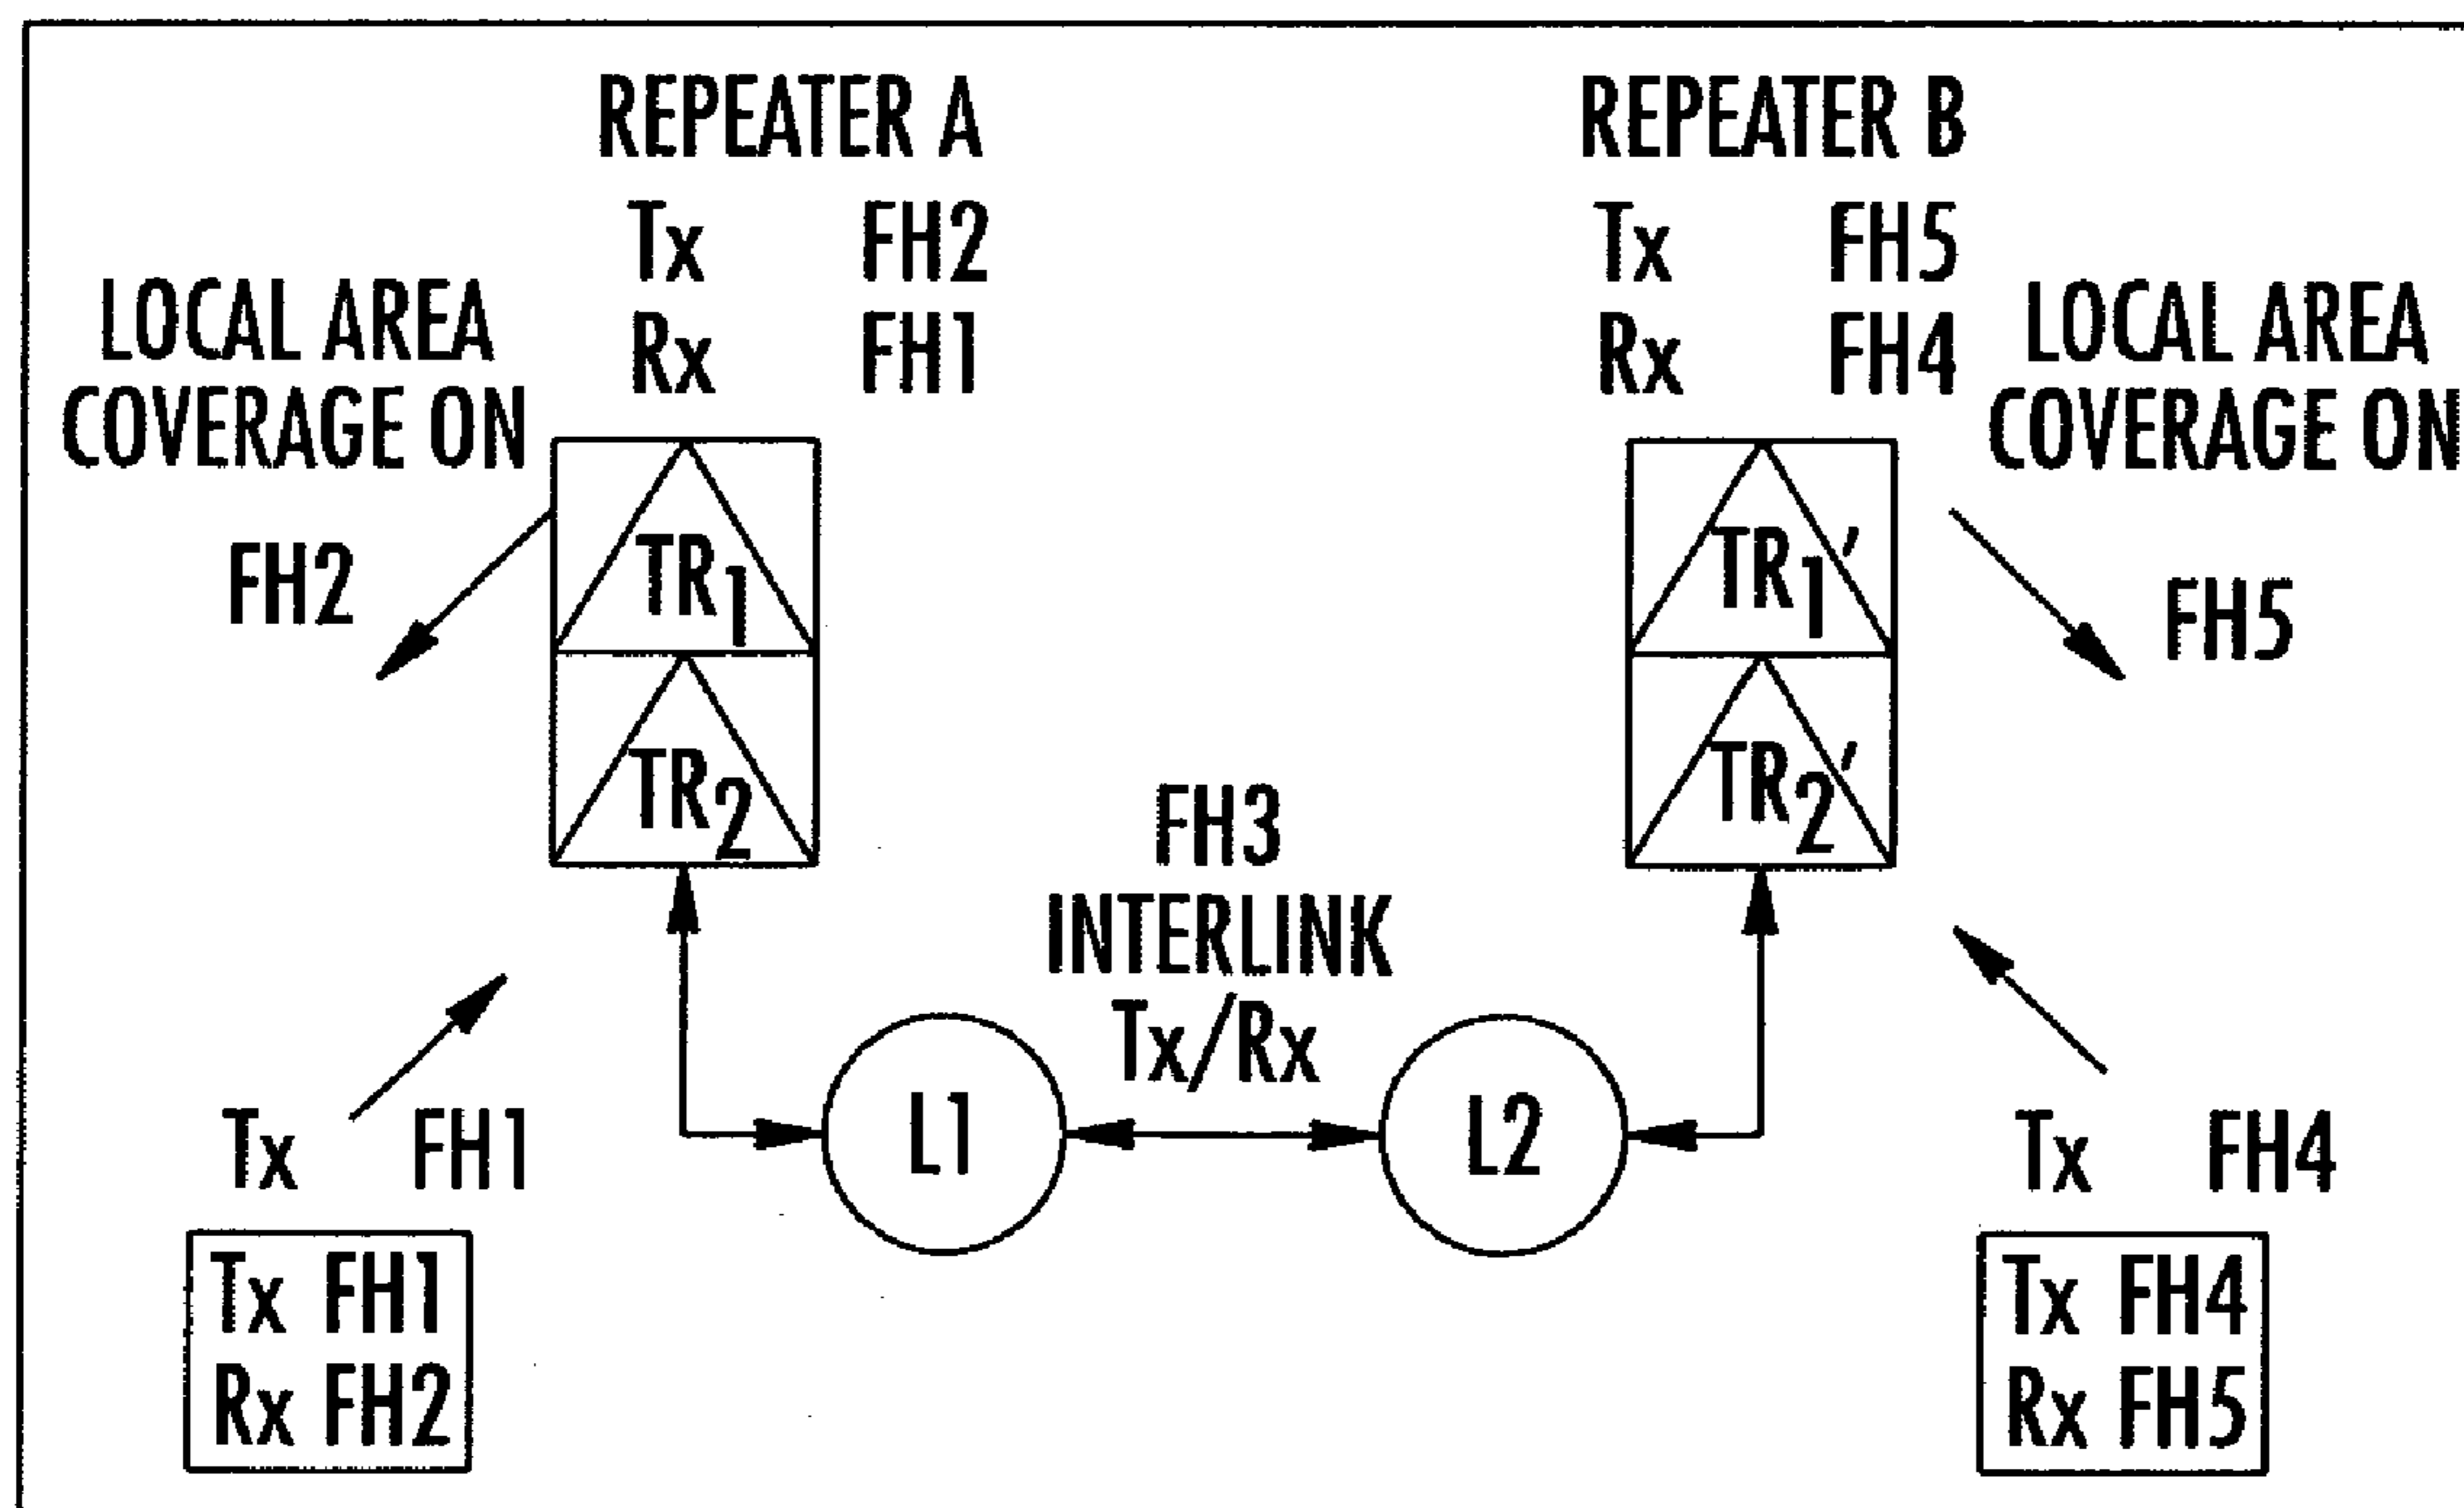 REPEATER A
Tx FH2
Rx FH1
LOCAL AREA
COVERAGE ON
FH2
TR1
TR2
REPEATER B
Tx FH5
Rx FH4
LOCAL AREA
COVERAGE ON
FH5
TR1'
TR2'
FH3
INTERLINK
Tx/Rx
L1
L2
Tx FH1
Tx FH1
Rx FH2
Tx FH4
Tx FH4
Rx FH5